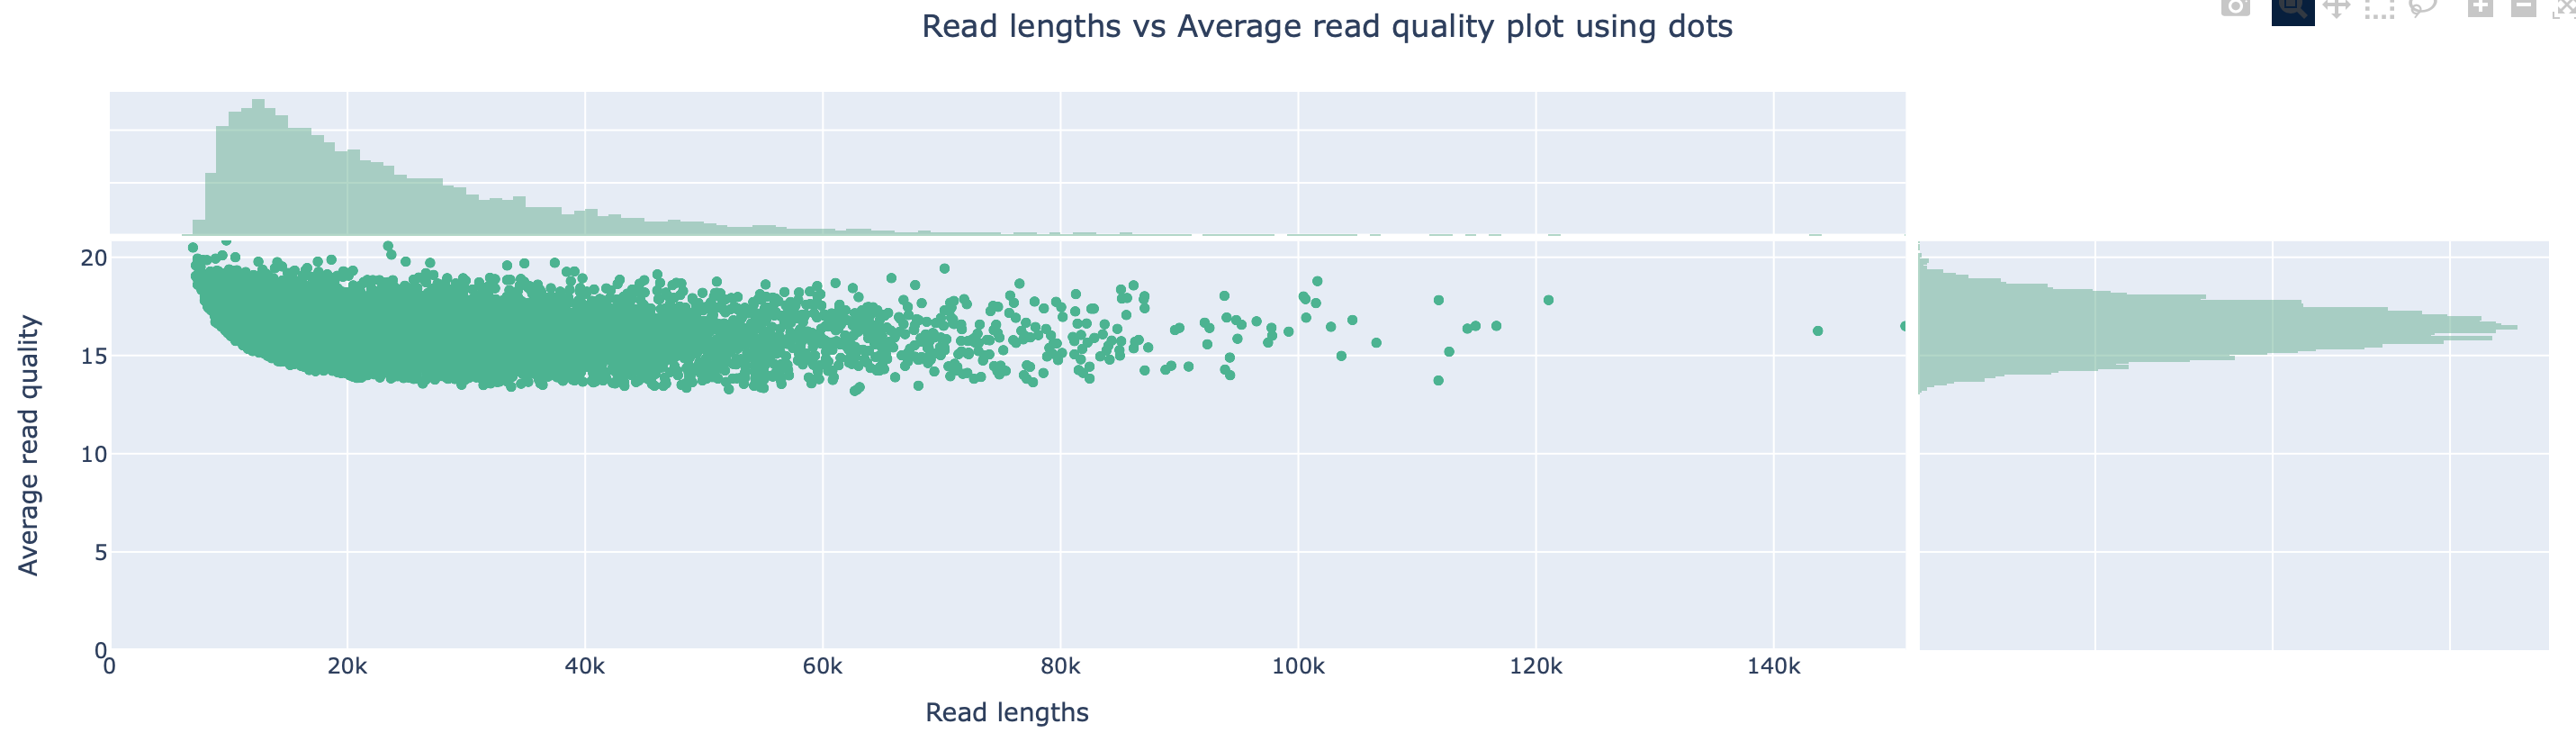 Read lengths vs Average read quality plot using dots
20
15
10
5
0
Average read quality
0 20k 40k 60k 80k 100k 120k 140k
Read lengths